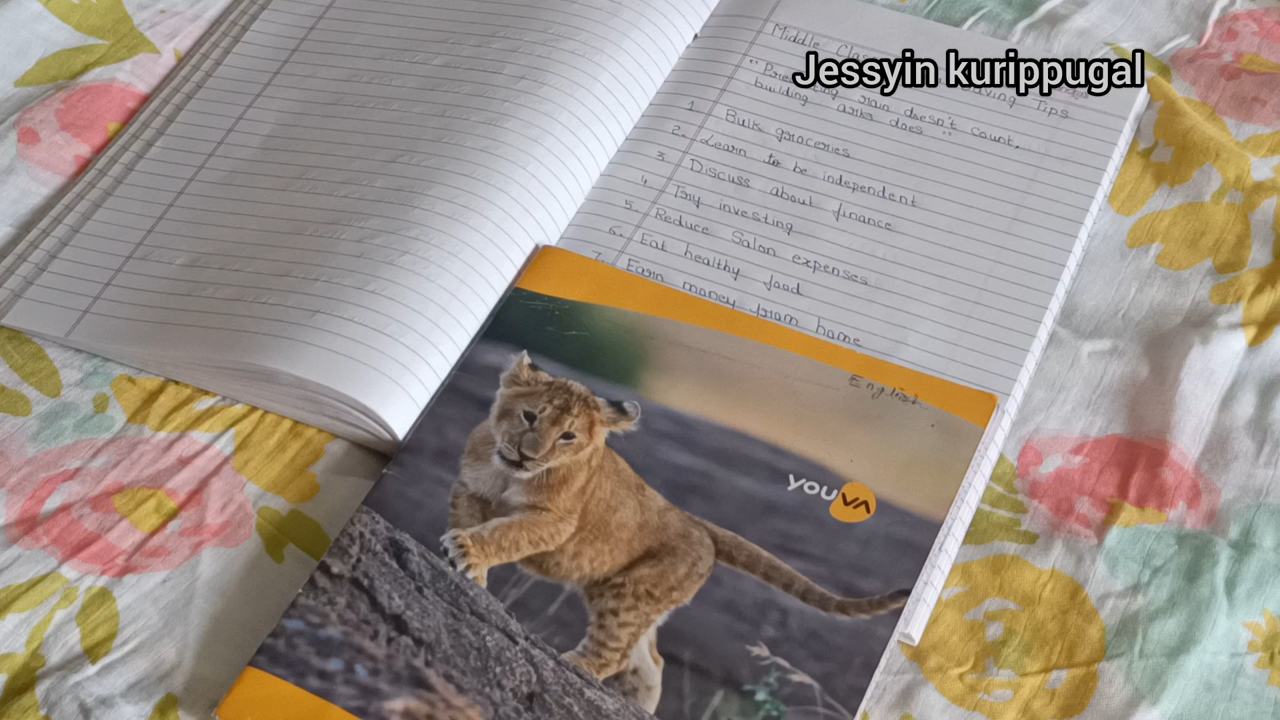 Jessyin kurippugal
Middle Saving Tips
" rain doesn't count,
building arks does "
1. Bulk groceries
2. Learn to be independent
3. Discuss about finance
4. Try investing
5. Reduce Salon expenses
6. Eat healthy food
7. Earn money from home
English
YOUVA